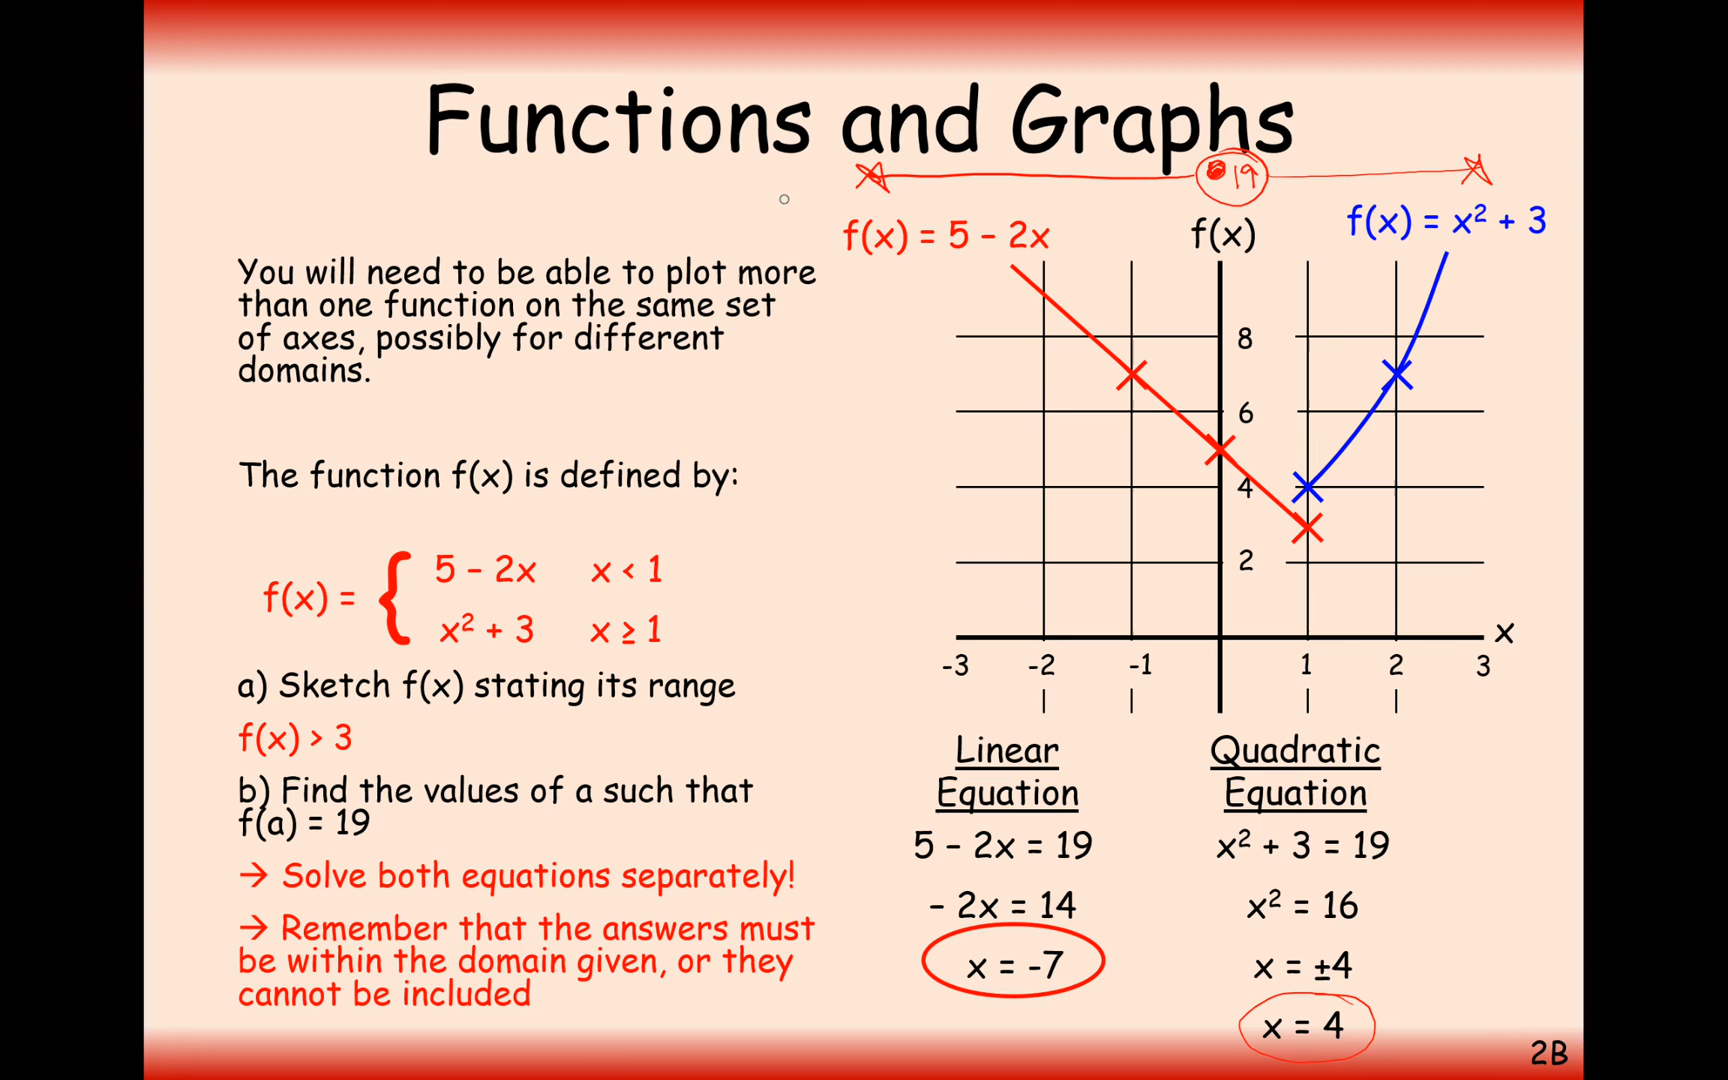 Functions and Graphs
19
f(x) = 5 – 2x
f(x)
f(x) = x² + 3
You will need to be able to plot more
than one function on the same set
of axes, possibly for different
domains.
The function f(x) is defined by:
f(x) = { 5 – 2x x < 1
x² + 3 x ≥ 1
a) Sketch f(x) stating its range
f(x) > 3
b) Find the values of a such that
f(a) = 19
→ Solve both equations separately!
→ Remember that the answers must
be within the domain given, or they
cannot be included
8
6
4
2
x
-3 -2 -1 1 2 3
Linear
Equation
5 – 2x = 19
– 2x = 14
x = -7
Quadratic
Equation
x² + 3 = 19
x² = 16
x = ±4
x = 4
2B